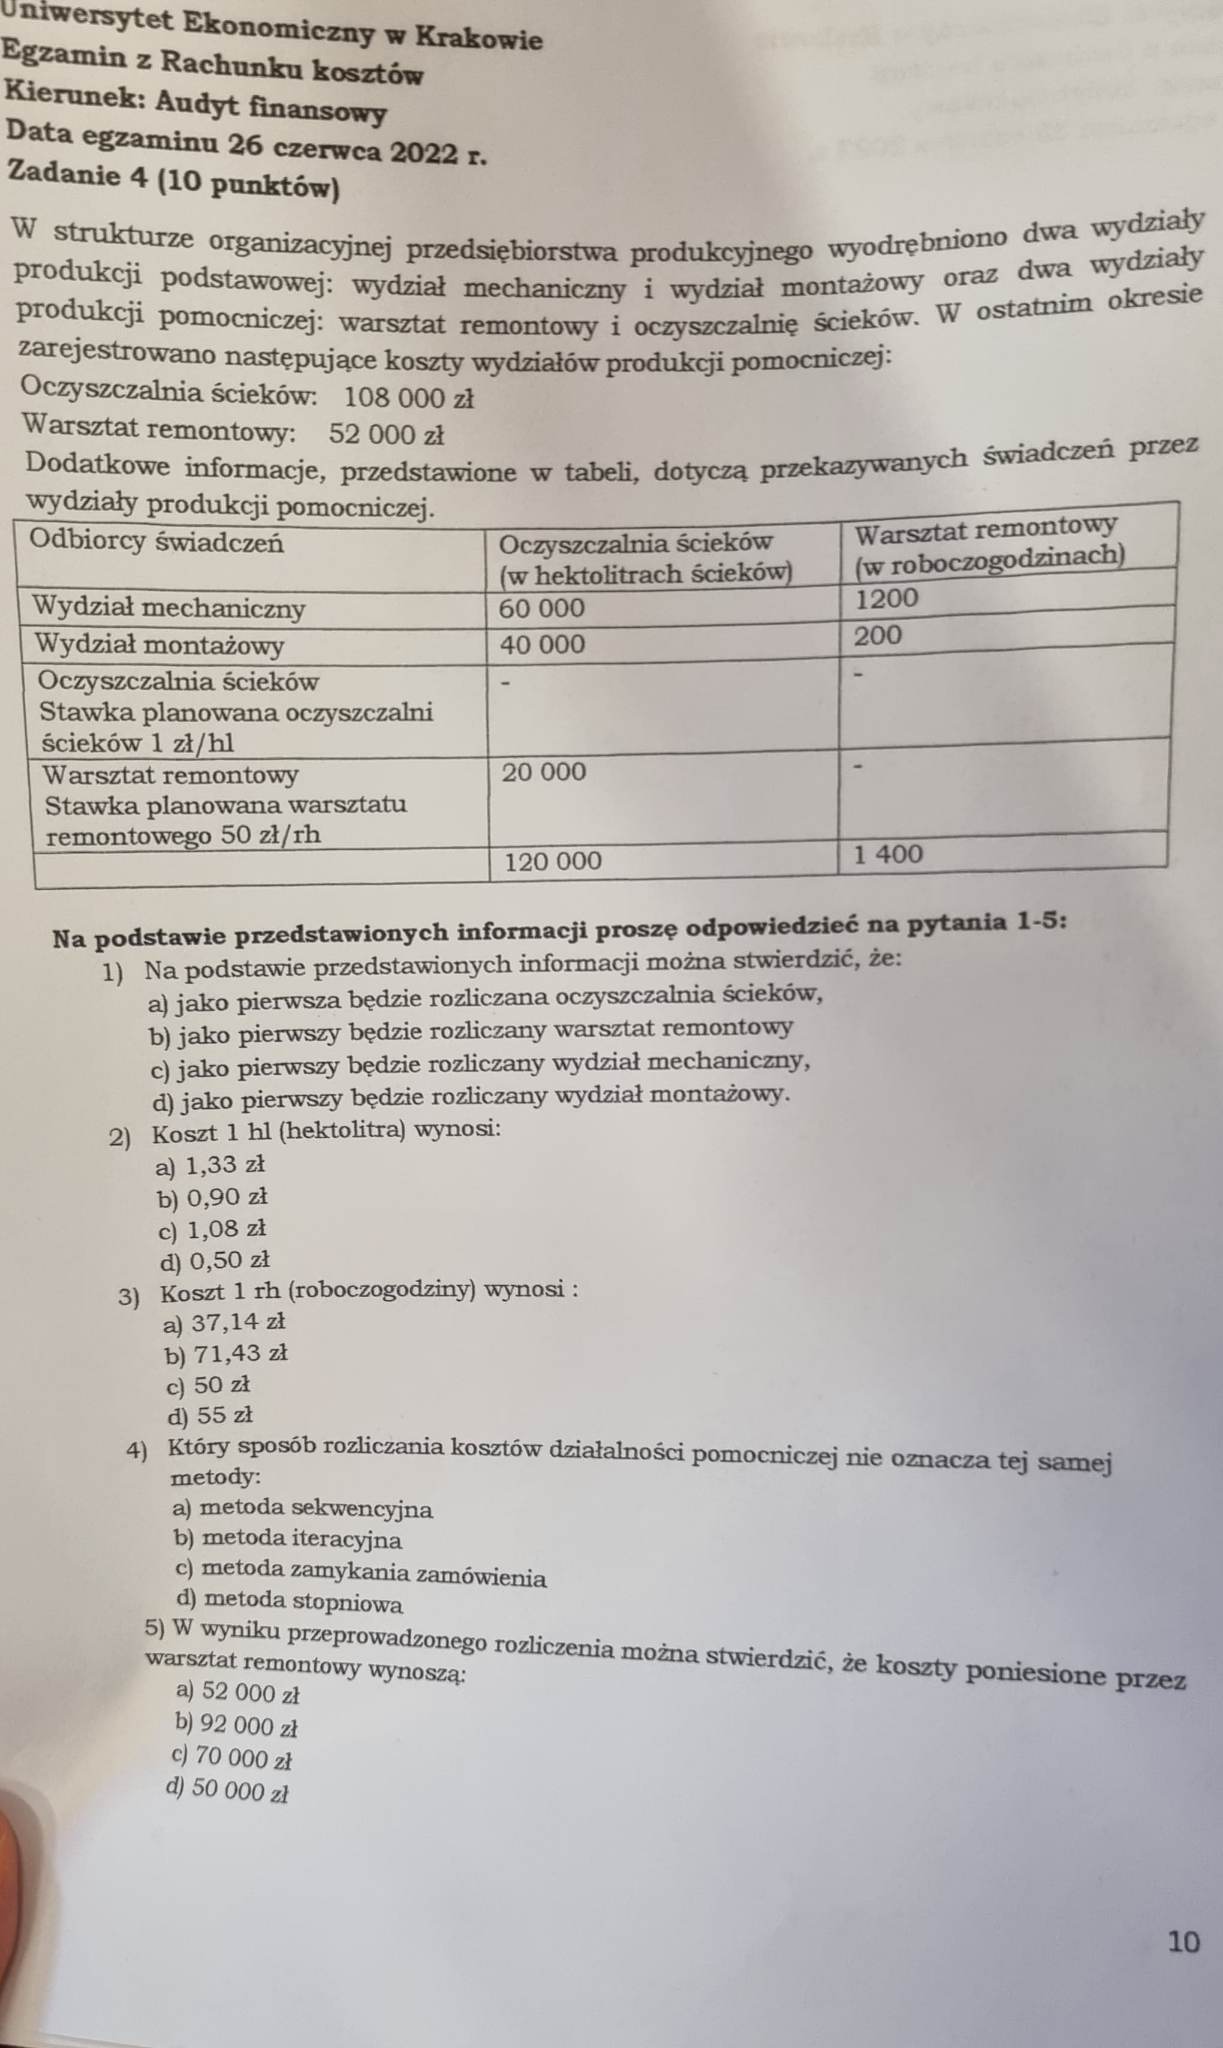 Uniwersytet Ekonomiczny w Krakowie
Egzamin z Rachunku kosztów
Kierunek: Audyt finansowy
Data egzaminu 26 czerwca 2022 r.
Zadanie 4 (10 punktów)
W strukturze organizacyjnej przedsiębiorstwa produkcyjnego wyodrębniono dwa wydziały
produkcji podstawowej: wydział mechaniczny i wydział montażowy oraz dwa wydziały
produkcji pomocniczej: warsztat remontowy i oczyszczalnię ścieków. W ostatnim okresie
zarejestrowano następujące koszty wydziałów produkcji pomocniczej:
Oczyszczalnia ścieków: 108 000 zł
Warsztat remontowy: 52 000 zł
Dodatkowe informacje, przedstawione w tabeli, dotyczą przekazywanych świadczeń przez
wydziały produkcji pomocniczej.
Odbiorcy świadczeń Oczyszczalnia ścieków Warsztat remontowy
(w hektolitrach ścieków) (w roboczogodzinach)
Wydział mechaniczny 60 000 1200
Wydział montażowy 40 000 200
Oczyszczalnia ścieków - -
Stawka planowana oczyszczalni
ścieków 1 zł/hl
Warsztat remontowy 20 000 -
Stawka planowana warsztatu
remontowego 50 zł/rh
120 000 1 400
Na podstawie przedstawionych informacji proszę odpowiedzieć na pytania 1-5:
1) Na podstawie przedstawionych informacji można stwierdzić, że:
a) jako pierwsza będzie rozliczana oczyszczalnia ścieków,
b) jako pierwszy będzie rozliczany warsztat remontowy
c) jako pierwszy będzie rozliczany wydział mechaniczny,
d) jako pierwszy będzie rozliczany wydział montażowy.
2) Koszt 1 hl (hektolitra) wynosi:
a) 1,33 zł
b) 0,90 zł
c) 1,08 zł
d) 0,50 zł
3) Koszt 1 rh (roboczogodziny) wynosi :
a) 37,14 zł
b) 71,43 zł
c) 50 zł
d) 55 zł
4) Który sposób rozliczania kosztów działalności pomocniczej nie oznacza tej samej
metody:
a) metoda sekwencyjna
b) metoda iteracyjna
c) metoda zamykania zamówienia
d) metoda stopniowa
5) W wyniku przeprowadzonego rozliczenia można stwierdzić, że koszty poniesione przez
warsztat remontowy wynoszą:
a) 52 000 zł
b) 92 000 zł
c) 70 000 zł
d) 50 000 zł
10